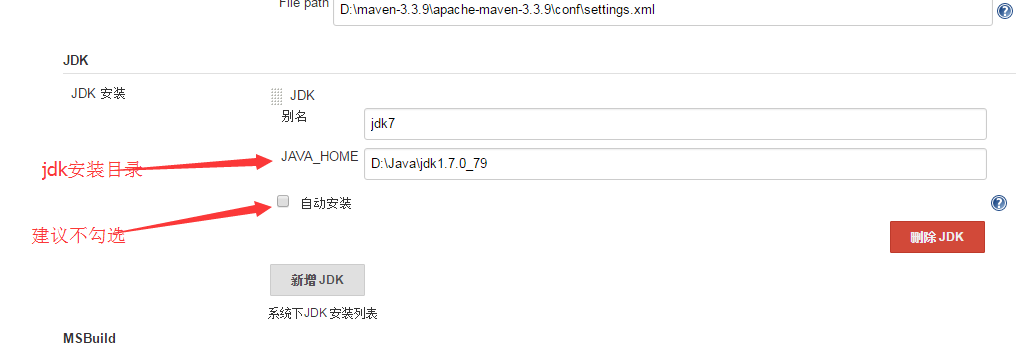 File path
D:\maven-3.3.9\apache-maven-3.3.9\conf\settings.xml
JDK
JDK 安装
JDK
别名
jdk7
jdk安装目录
JAVA_HOME
D:\Java\jdk1.7.0_79
自动安装
建议不勾选
删除 JDK
新增 JDK
系统下JDK 安装列表
MSBuild